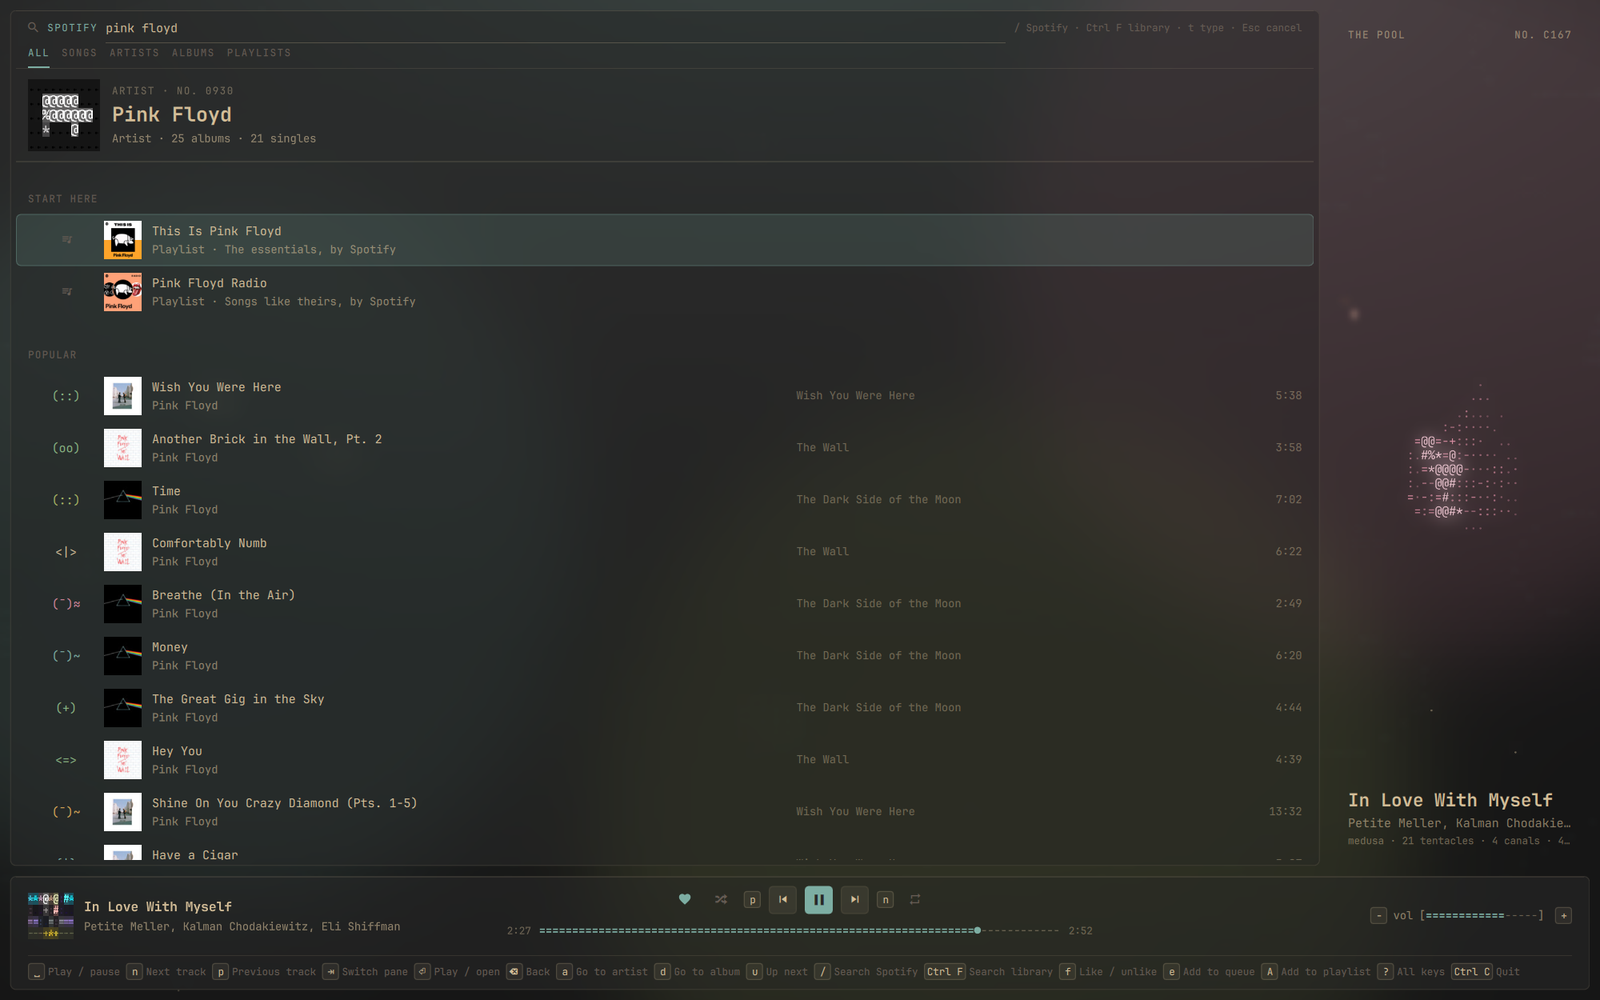 SPOTIFY pink floyd
/ Spotify · Ctrl F library · t type · Esc cancel
ALL SONGS ARTISTS ALBUMS PLAYLISTS
ARTIST · NO. 0930
Pink Floyd
Artist · 25 albums · 21 singles
START HERE
This Is Pink Floyd
Playlist · The essentials, by Spotify
Pink Floyd Radio
Playlist · Songs like theirs, by Spotify
POPULAR
(::) Wish You Were Here Wish You Were Here 5:38
Pink Floyd
(oo) Another Brick in the Wall, Pt. 2 The Wall 3:58
Pink Floyd
(::) Time The Dark Side of the Moon 7:02
Pink Floyd
<|> Comfortably Numb The Wall 6:22
Pink Floyd
(¯)≈ Breathe (In the Air) The Dark Side of the Moon 2:49
Pink Floyd
(¯)~ Money The Dark Side of the Moon 6:20
Pink Floyd
(+) The Great Gig in the Sky The Dark Side of the Moon 4:44
Pink Floyd
<=> Hey You The Wall 4:39
Pink Floyd
(¯)~ Shine On You Crazy Diamond (Pts. 1-5) Wish You Were Here 13:32
Pink Floyd
Have a Cigar
THE POOL NO. C167
In Love With Myself
Petite Meller, Kalman Chodakie…
medusa · 21 tentacles · 4 canals · 4…
In Love With Myself
Petite Meller, Kalman Chodakiewitz, Eli Shiffman
p n
2:27 2:52
- vol [============-----] +
Play / pause n Next track p Previous track Switch pane Play / open Back a Go to artist d Go to album u Up next / Search Spotify Ctrl F Search library f Like / unlike e Add to queue A Add to playlist ? All keys Ctrl C Quit